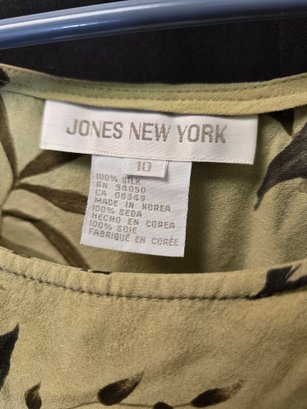 JONES NEW YORK
10
100% SILK
RN 54950
CA 08349
MADE IN KOREA
100% SEDA
HECHO EN COREA
100% SOIE
FABRIQUÉ EN CORÉE